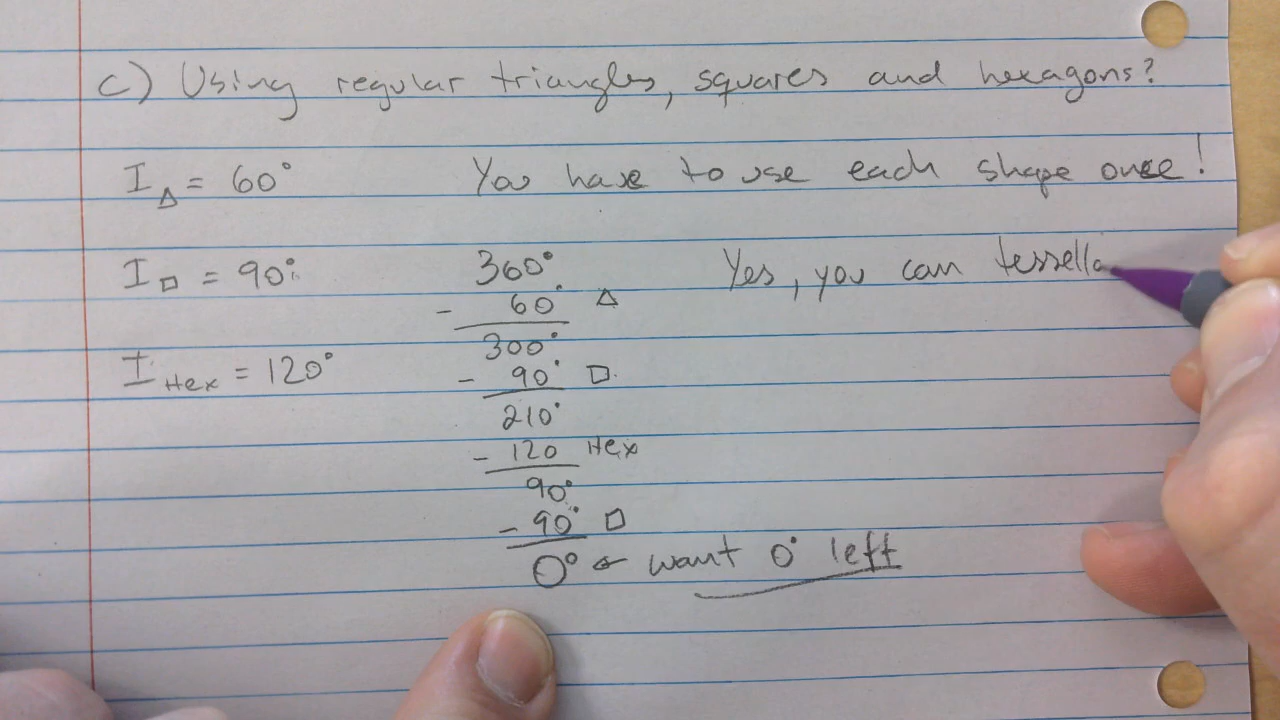 c) Using regular triangles, squares and hexagons?
I△ = 60° You have to use each shape once!
I□ = 90° 360° Yes, you can tessella
- 60° △
300°
IHex = 120° - 90° □
210°
- 120 Hex
90°
- 90° □
0° ← want 0° left